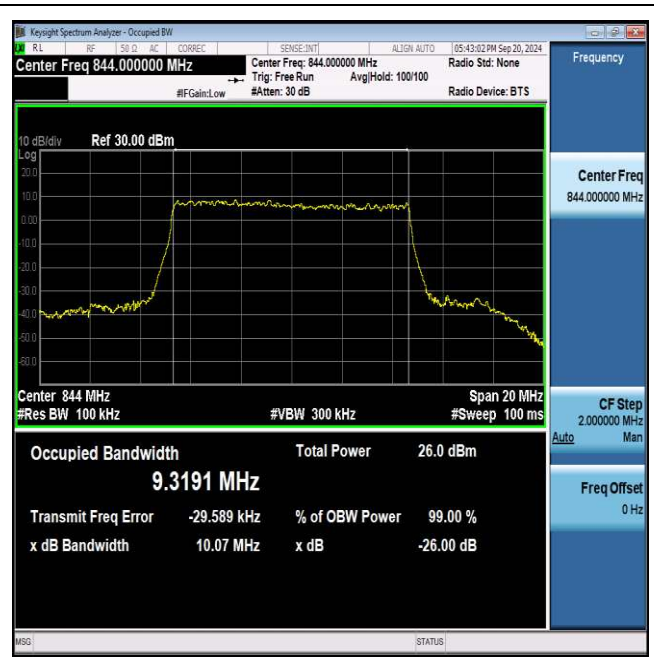 Keysight Spectrum Analyzer - Occupied BW
RL RF 50 Ω AC CORREC SENSE:INT ALIGN AUTO 05:43:02 PM Sep 20, 2024
Center Freq 844.000000 MHz
Center Freq: 844.000000 MHz
Radio Std: None
Trig: Free Run Avg|Hold: 100/100
#IFGain:Low
#Atten: 30 dB
Radio Device: BTS
Frequency
10 dB/div Ref 30.00 dBm
Log
20.0
10.0
0.00
-10.0
-20.0
-30.0
-40.0
-50.0
-60.0
Center 844 MHz
Span 20 MHz
#Res BW 100 kHz
#VBW 300 kHz
#Sweep 100 ms
Occupied Bandwidth
9.3191 MHz
Total Power 26.0 dBm
Transmit Freq Error -29.589 kHz
% of OBW Power 99.00 %
x dB Bandwidth 10.07 MHz
x dB -26.00 dB
Center Freq
844.000000 MHz
CF Step
2.000000 MHz
Auto Man
Freq Offset
0 Hz
MSG
STATUS